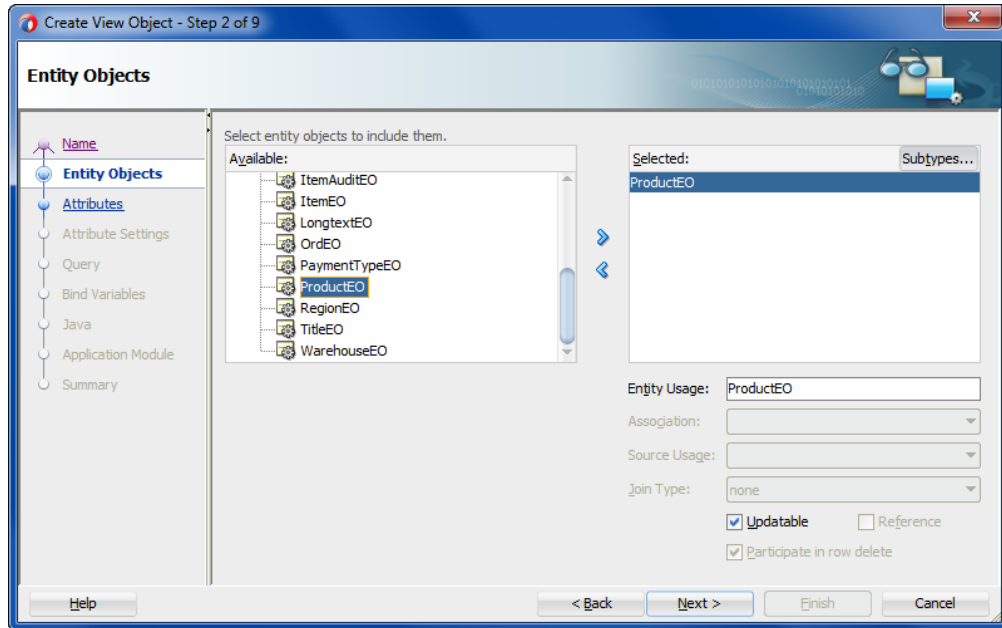 Create View Object - Step 2 of 9
Entity Objects
Name
Entity Objects
Attributes
Attribute Settings
Query
Bind Variables
Java
Application Module
Summary
Select entity objects to include them.
Available:
ItemAuditEO
ItemEO
LongtextEO
OrdEO
PaymentTypeEO
ProductEO
RegionEO
TitleEO
WarehouseEO
Selected:
Subtypes...
ProductEO
Entity Usage: ProductEO
Association:
Source Usage:
Join Type: none
Updatable Reference
Participate in row delete
Help < Back Next > Finish Cancel